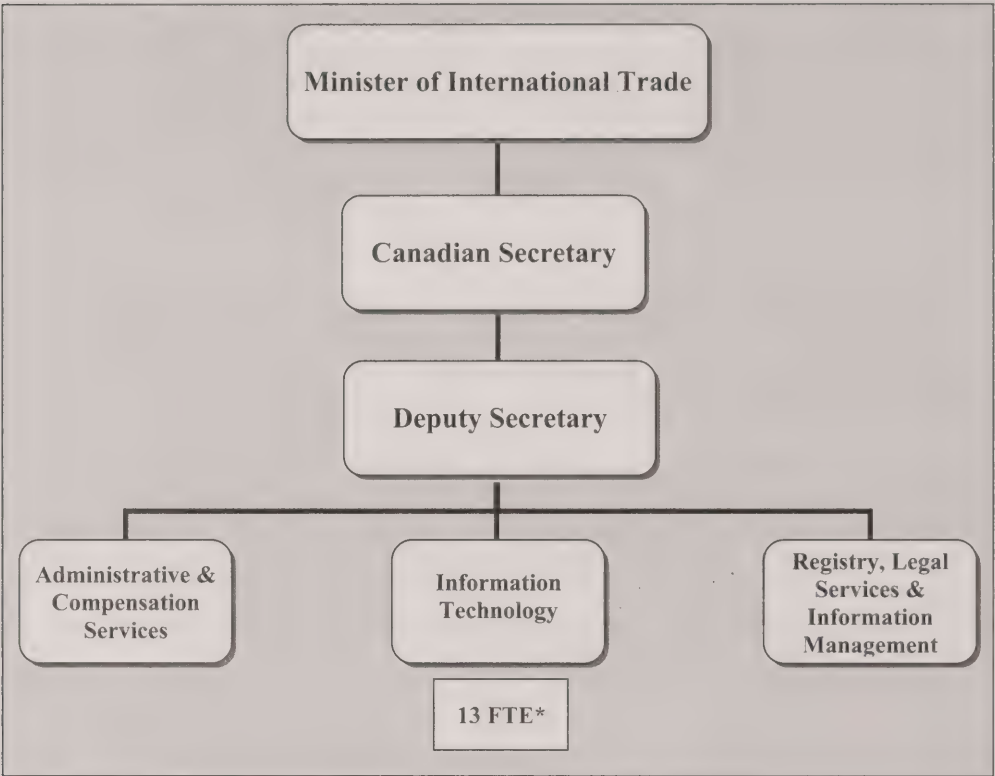 Minister of International Trade
Canadian Secretary
Deputy Secretary
Administrative &
Compensation
Services
Information
Technology
Registry, Legal
Services &
Information
Management
13 FTE*